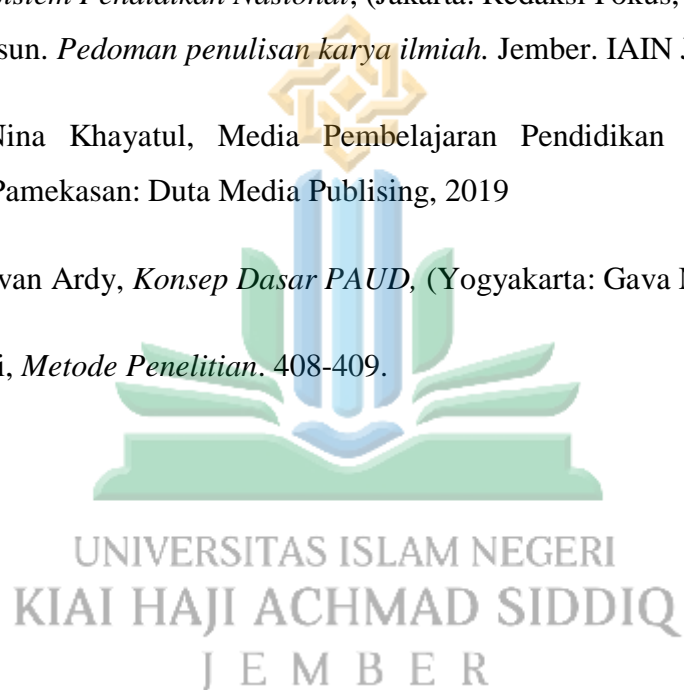 Sistem Pendidikan Nasional, (Jakarta: Redaksi Fokus,
sun. Pedoman penulisan karya ilmiah. Jember. IAIN J
Nina Khayatul, Media Pembelajaran Pendidikan
Pamekasan: Duta Media Publising, 2019
van Ardy, Konsep Dasar PAUD, (Yogyakarta: Gava
i, Metode Penelitian. 408-409.
UNIVERSITAS ISLAM NEGERI
KIAI HAJI ACHMAD SIDDIQ
JEMBER